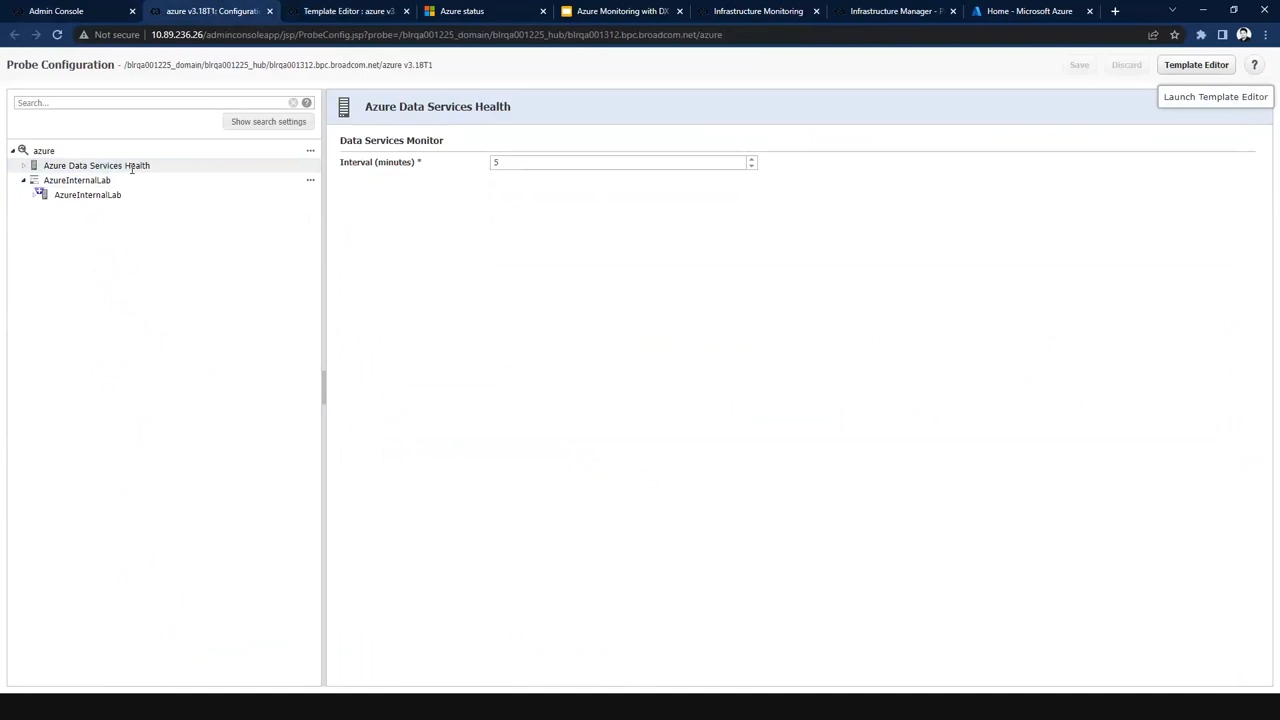 Admin Console
azure v3.18T1: Configurati
Template Editor : azure v3
Azure status
Azure Monitoring with DX
Infrastructure Monitoring
Infrastructure Manager - P
Home - Microsoft Azure
Not secure
10.89.236.26/adminconsoleapp/jsp/ProbeConfig.jsp?probe=/blrqa001225_domain/blrqa001225_hub/blrqa001312.bpc.broadcom.net/azure
Probe Configuration - /blrqa001225_domain/blrqa001225_hub/blrqa001312.bpc.broadcom.net/azure v3.18T1
Save
Discard
Template Editor
?
Launch Template Editor
Search...
Show search settings
azure
Azure Data Services Health
AzureInternalLab
AzureInternalLab
Azure Data Services Health
Data Services Monitor
Interval (minutes) *
5